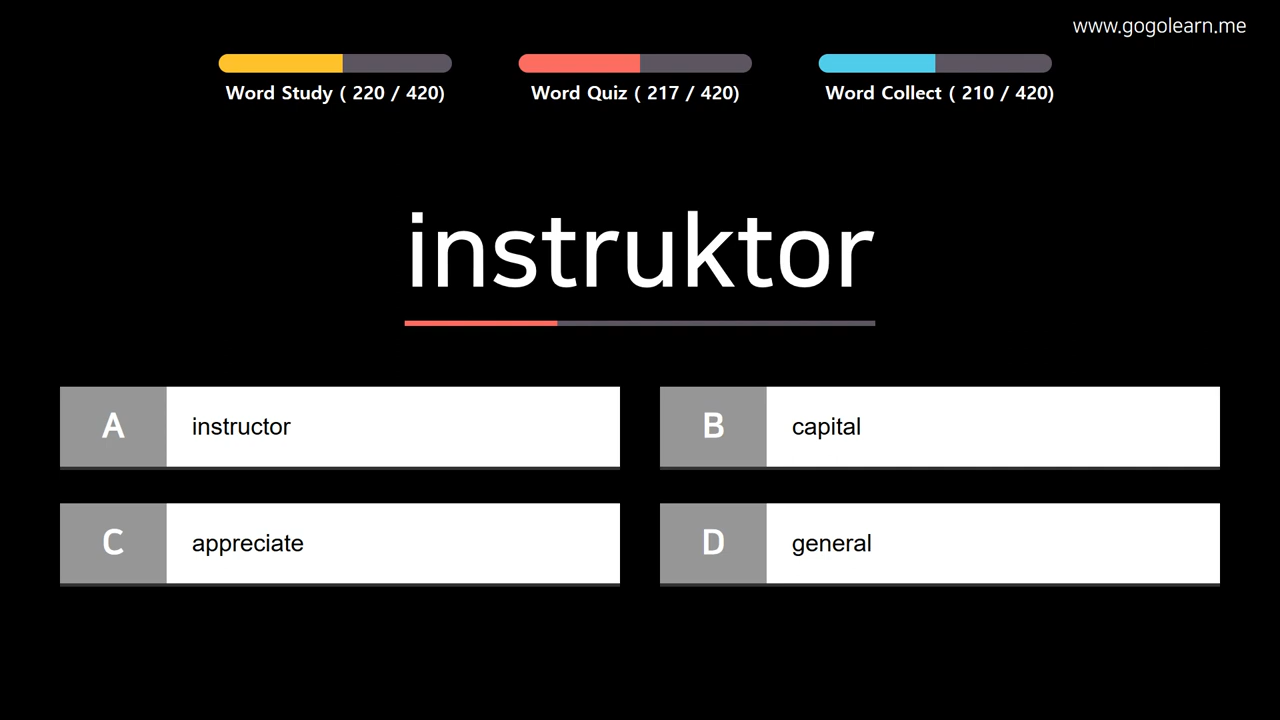 www.gogolearn.me
Word Study ( 220 / 420)
Word Quiz ( 217 / 420)
Word Collect ( 210 / 420)
instruktor
A instructor
B capital
C appreciate
D general